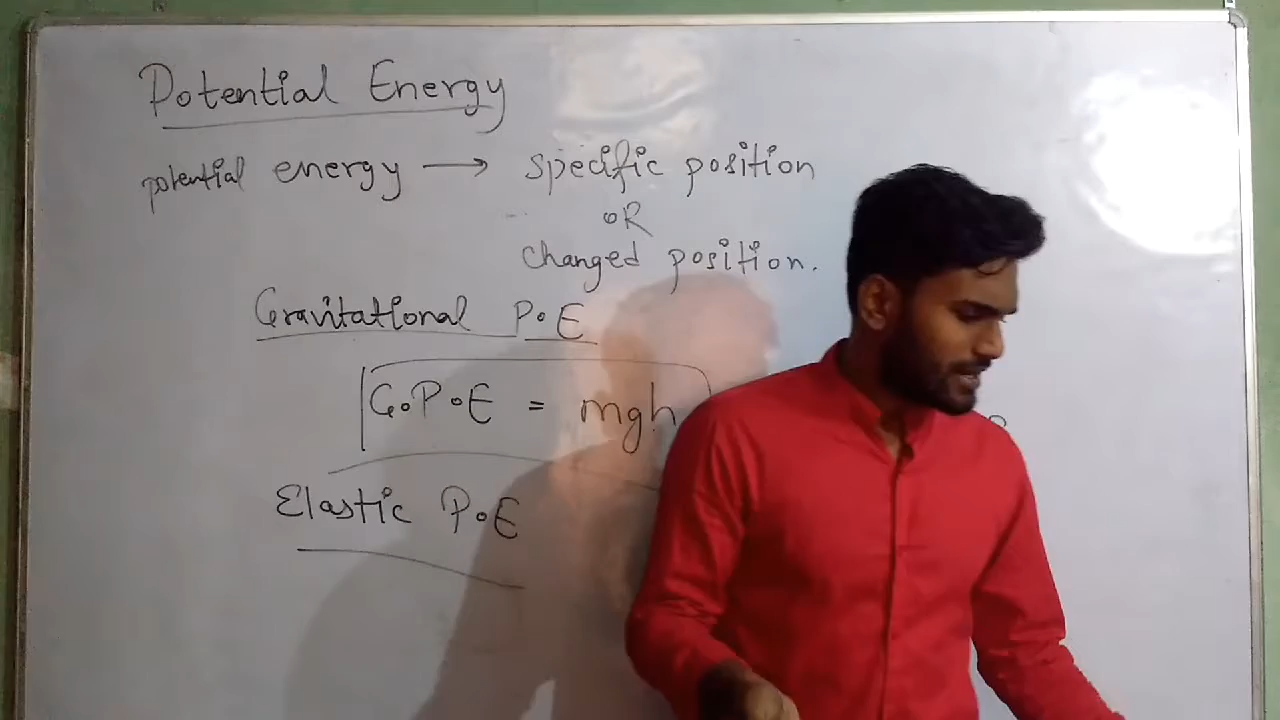 Potential Energy
potential energy → specific position
OR
changed position.
Gravitational P.E
G.P.E = mgh
Elastic P.E